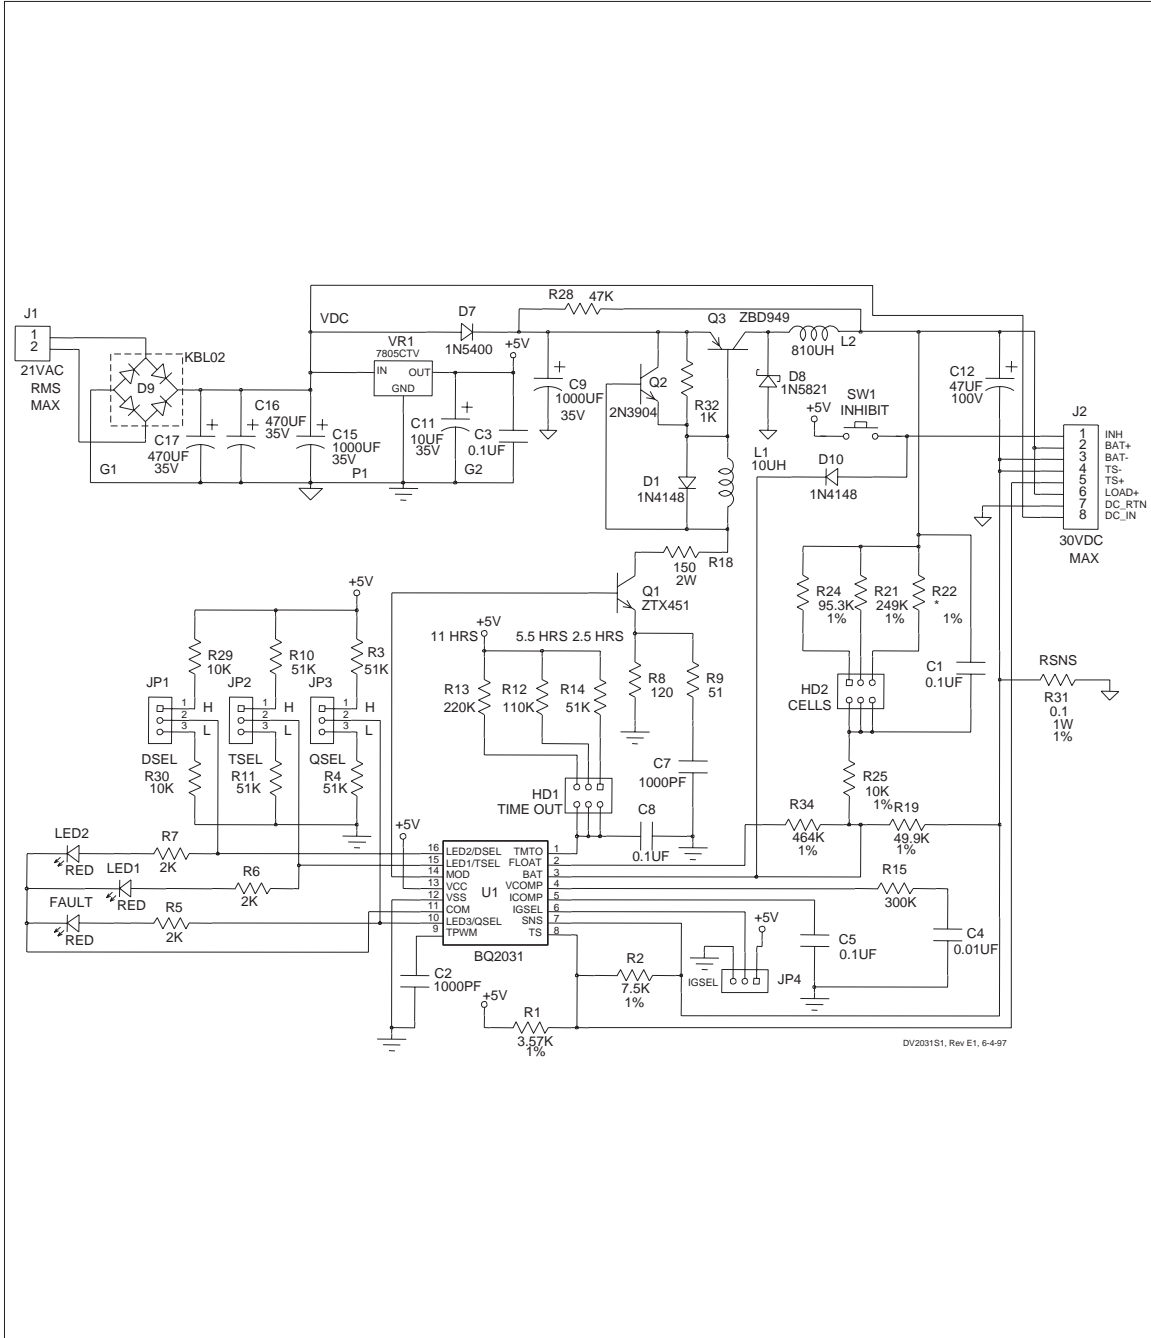 R28 47K
Q3 ZBD949
J1
VDC
D7
1N5400
+5V
VR1
7805CTV
IN OUT
GND
1
2
21VAC
RMS
MAX
KBL02
D9
810UH
L2
D8
1N5821
Q2
2N3904
R32
1K
C9
1000UF
35V
C12
47UF
100V
SW1
INHIBIT
+5V
C16
470UF
35V
C17
470UF
35V
C15
1000UF
35V
C11
10UF
35V
C3
0.1UF
G1
P1
G2
D1
1N4148
L1
10UH
D10
1N4148
J2
1 INH
2 BAT+
3 BAT-
4 TS-
5 TS+
6 LOAD+
7 DC_RTN
8 DC_IN
30VDC
MAX
150
2W
R18
Q1
ZTX451
R24
95.3K
1%
R21
249K
1%
R22
*
1%
+5V
R29
10K
R10
51K
R3
51K
JP1
1 H
2
3 L
JP2
1 H
2
3 L
JP3
1 H
2
3 L
DSEL
TSEL
QSEL
R30
10K
R11
51K
R4
51K
+5V
11 HRS
5.5 HRS
2.5 HRS
R13
220K
R12
110K
R14
51K
R8
120
R9
51
C7
1000PF
HD1
TIME OUT
C8
0.1UF
HD2
CELLS
C1
0.1UF
RSNS
R31
0.1
1W
1%
R25
10K
1%
R34
464K
1%
R19
49.9K
1%
R15
300K
LED2
RED
R7
2K
LED1
RED
R6
2K
FAULT
RED
R5
2K
+5V
16 LED2/DSEL TMTO 1
15 LED1/TSEL FLOAT 2
14 MOD BAT 3
13 VCC VCOMP 4
12 VSS ICOMP 5
11 COM IGSEL 6
10 LED3/QSEL SNS 7
9 TPWM TS 8
U1
BQ2031
C2
1000PF
+5V
R1
3.57K
1%
R2
7.5K
1%
+5V
IGSEL
JP4
C5
0.1UF
C4
0.01UF
DV2031S1, Rev E1, 6-4-97